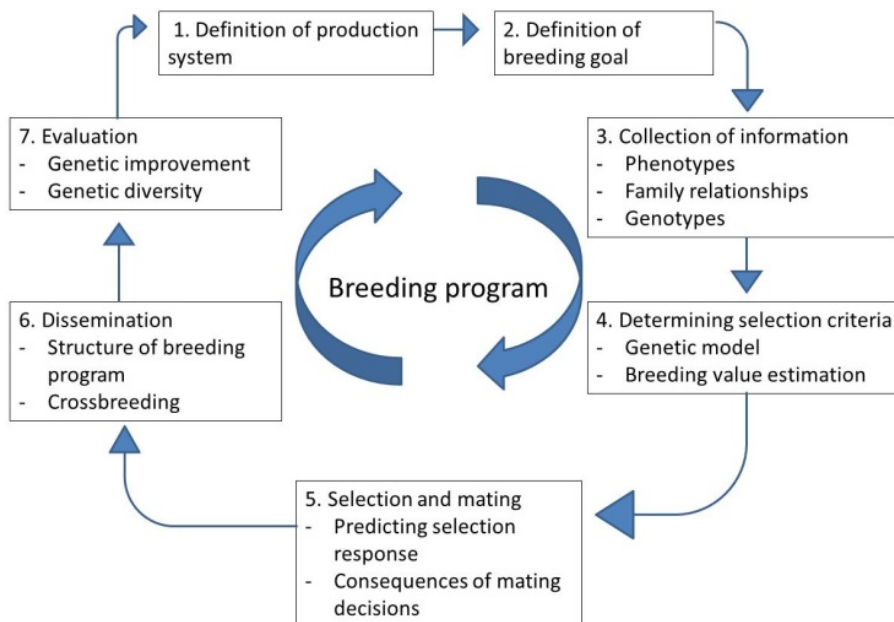 1. Definition of production
system
2. Definition of
breeding goal
3. Collection of information
- Phenotypes
- Family relationships
- Genotypes
4. Determining selection criteria
- Genetic model
- Breeding value estimation
5. Selection and mating
- Predicting selection
response
- Consequences of mating
decisions
6. Dissemination
- Structure of breeding
program
- Crossbreeding
7. Evaluation
- Genetic improvement
- Genetic diversity
Breeding program